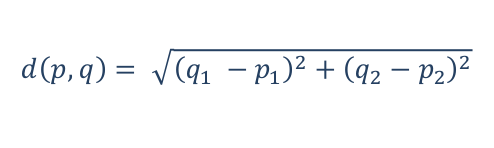 d(p, q) = √(q₁ − p₁)² + (q₂ − p₂)²